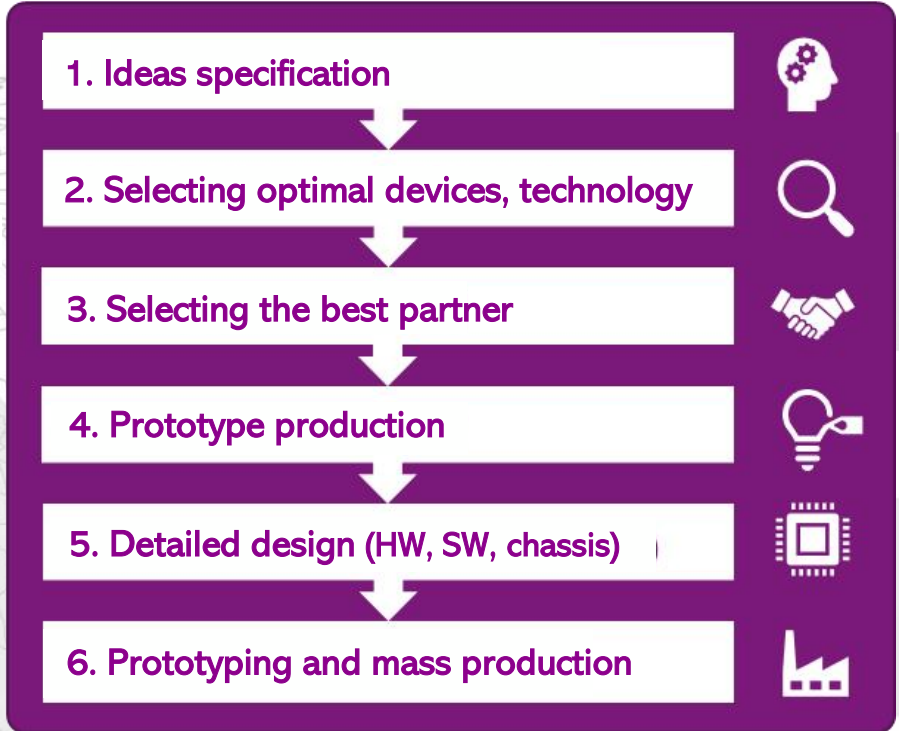 1. Ideas specification
2. Selecting optimal devices, technology
3. Selecting the best partner
4. Prototype production
5. Detailed design (HW, SW, chassis)
6. Prototyping and mass production